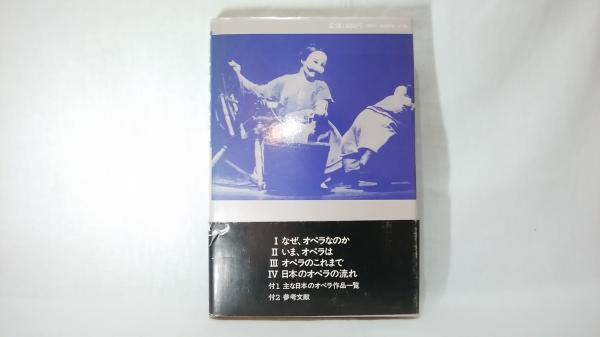 Ⅰ なぜ、オペラなのか
Ⅱ いま、オペラは
Ⅲ オペラのこれまで
Ⅳ 日本のオペラの流れ
付1 主な日本のオペラ作品一覧
付2 参考文献